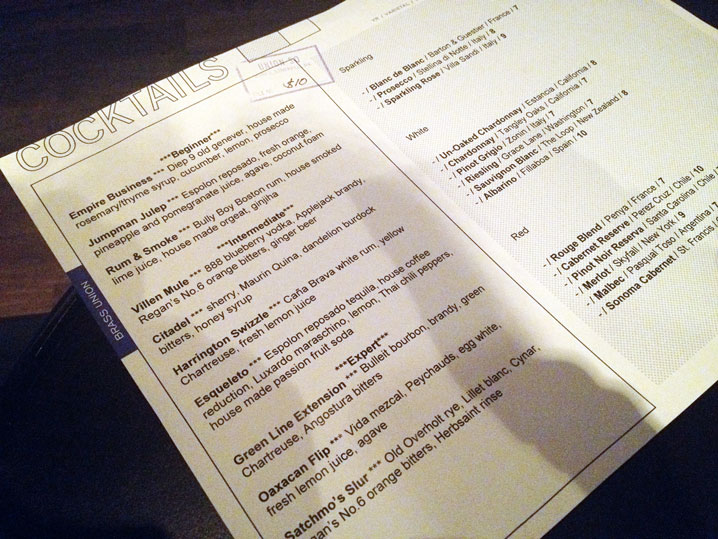 COCKTAILS
UNION SQ
$10
***Beginner***
Empire Business *** Diep 9 old genever, house made
rosemary/thyme syrup, cucumber, lemon, prosecco
Jumpman Julep *** Espolon reposado, fresh orange,
pineapple and pomegranate juice, agave, coconut foam
Rum & Smoke *** Bully Boy Boston rum, house smoked
lime juice, house made orgeat, ginjiha
***Intermediate***
Villen Mule *** 888 blueberry vodka, Applejack brandy,
Regan's No.6 orange bitters, ginger beer
Citadel *** sherry, Maurin Quina, dandelion burdock
bitters, honey syrup
Harrington Swizzle *** Caña Brava white rum, yellow
Chartreuse, fresh lemon juice
Esqueleto *** Espolon reposado tequila, house coffee
reduction, Luxardo maraschino, lemon, Thai chili peppers,
house made passion fruit soda
***Expert***
Green Line Extension *** Bulleit bourbon, brandy, green
Chartreuse, Angostura bitters
Oaxacan Flip *** Vida mezcal, Peychauds, egg white,
fresh lemon juice, agave
Satchmo's Slur *** Old Overholt rye, Lillet blanc, Cynar,
Regan's No.6 orange bitters, Herbsaint rinse
BRASS UNION
VARIETAL /
Sparkling
- / Blanc de Blanc / Barton & Guestier / France / 7
- / Prosecco / Stellina di Notte / Italy / 8
- / Sparkling Rose / Villa Sandi / Italy / 9
White
- / Un-Oaked Chardonnay / Estancia / California / 8
- / Chardonnay / Tangley Oaks / California / 7
- / Pinot Grigio / Zonin / Italy / 7
- / Riesling / Grace Lane / Washington / 7
- / Sauvignon Blanc / The Loop / New Zealand / 8
- / Albarino / Fillaboa / Spain / 10
Red
- / Rouge Blend / Penya / France / 7
- / Cabernet Reserve / Perez Cruz / Chile / 10
- / Pinot Noir Reserva / Santa Carolina / Chile
- / Merlot / Skyfall / New York / 9
- / Malbec / Pasqual Toso / Argentina / 7
- / Sonoma Cabernet / St. Francis